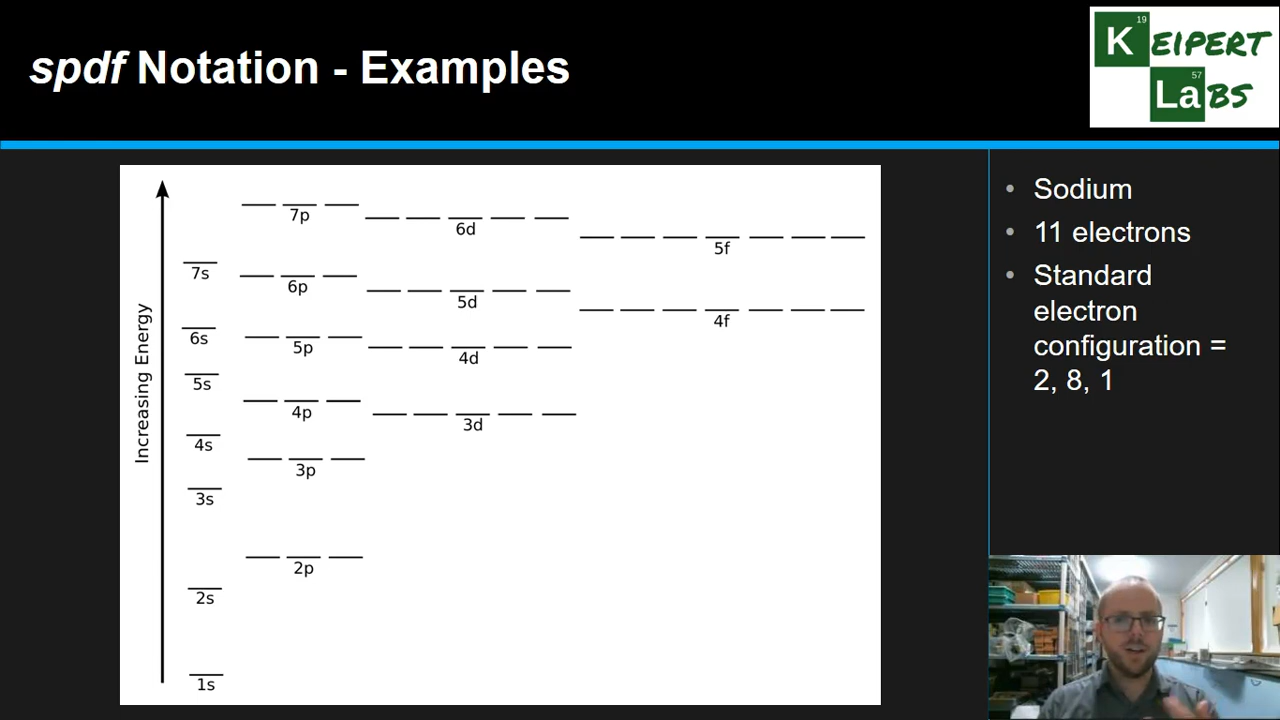 spdf Notation - Examples
19
KEIPERT
57
LaBS
Increasing Energy
7p
6d
5f
7s
6p
5d
4f
6s
5p
4d
5s
4p
3d
4s
3p
3s
2p
2s
1s
• Sodium
• 11 electrons
• Standard
electron
configuration =
2, 8, 1